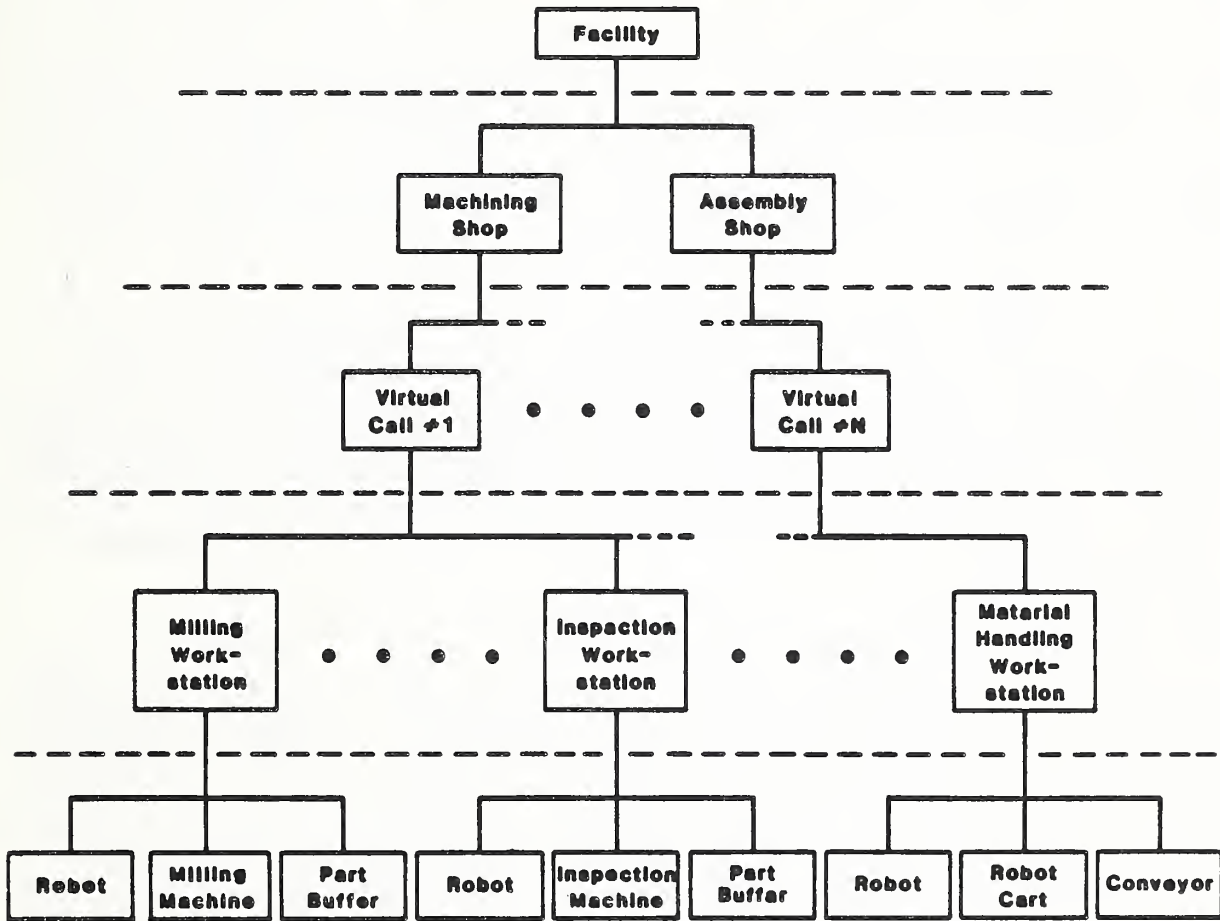 Facility
Machining
Shop
Assembly
Shop
Virtual
Cell #1
Virtual
Cell #N
Milling
Work-
station
Inspection
Work-
station
Material
Handling
Work-
station
Robot
Milling
Machine
Part
Buffer
Robot
Inspection
Machine
Part
Buffer
Robot
Robot
Cart
Conveyor